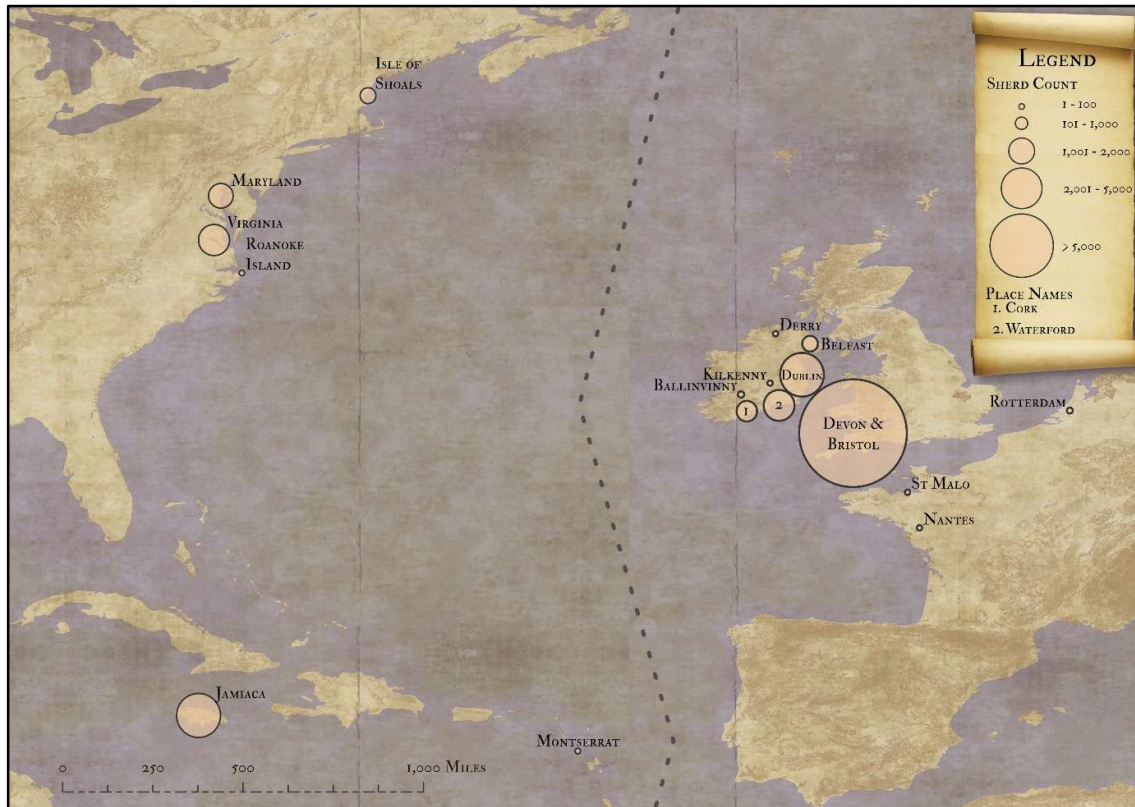 Isle of
Shoals
Maryland
Virginia
Roanoke
Island
Jamiaca
Montserrat
0 250 500 1,000 Miles
Derry
Belfast
Dublin
Kilkenny
Ballinvinny
1
2
Devon &
Bristol
Rotterdam
St Malo
Nantes
Legend
Sherd Count
1 - 100
101 - 1,000
1,001 - 2,000
2,001 - 5,000
> 5,000
Place Names
1. Cork
2. Waterford